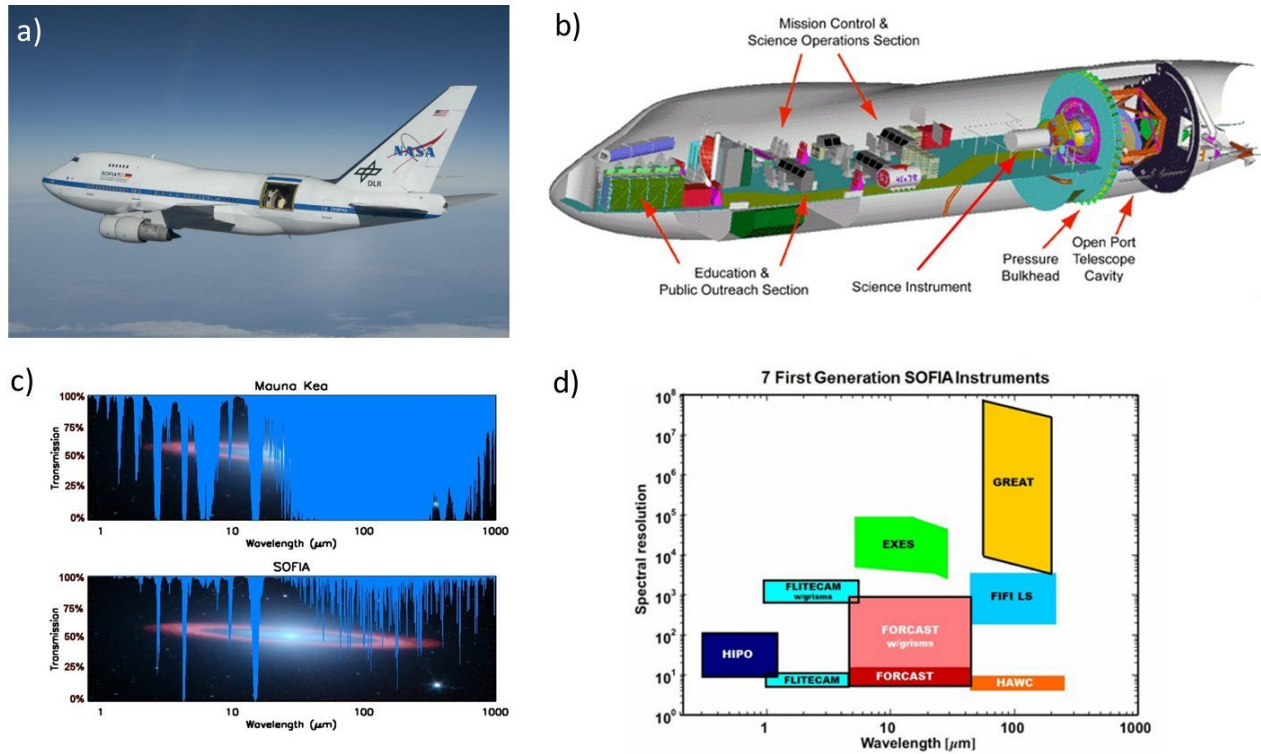 a)
NASA
DLR
SOFIA
b)
Mission Control &
Science Operations Section
Education &
Public Outreach Section
Science Instrument
Pressure
Bulkhead
Open Port
Telescope
Cavity
c)
Mauna Kea
Transmission
100%
75%
50%
25%
0%
1
10
100
1000
Wavelength (μm)
SOFIA
Transmission
100%
75%
50%
25%
0%
1
10
100
1000
Wavelength (μm)
d)
7 First Generation SOFIA Instruments
Spectral resolution
10⁸
10⁷
10⁶
10⁵
10⁴
10³
10²
10¹
10⁰
GREAT
EXES
FLITECAM
w/grisms
FIFI LS
FORCAST
w/grisms
HIPO
FLITECAM
FORCAST
HAWC
1
10
100
1000
Wavelength [μm]